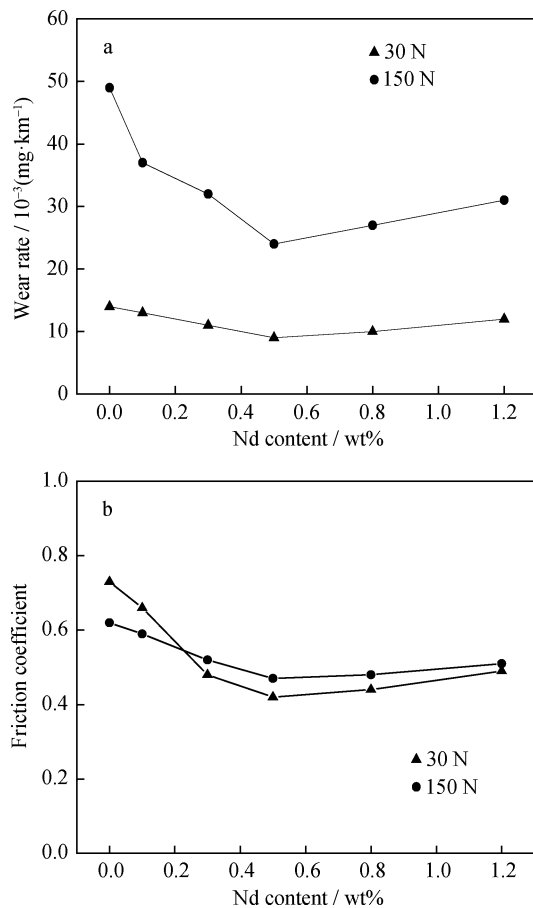 60
a
30 N
150 N
50
40
30
20
10
0
Wear rate / 10⁻³(mg·km⁻¹)
0.0 0.2 0.4 0.6 0.8 1.0 1.2
Nd content / wt%
1.0
b
0.8
0.6
0.4
30 N
150 N
0.2
0.0
Friction coefficient
0.0 0.2 0.4 0.6 0.8 1.0 1.2
Nd content / wt%